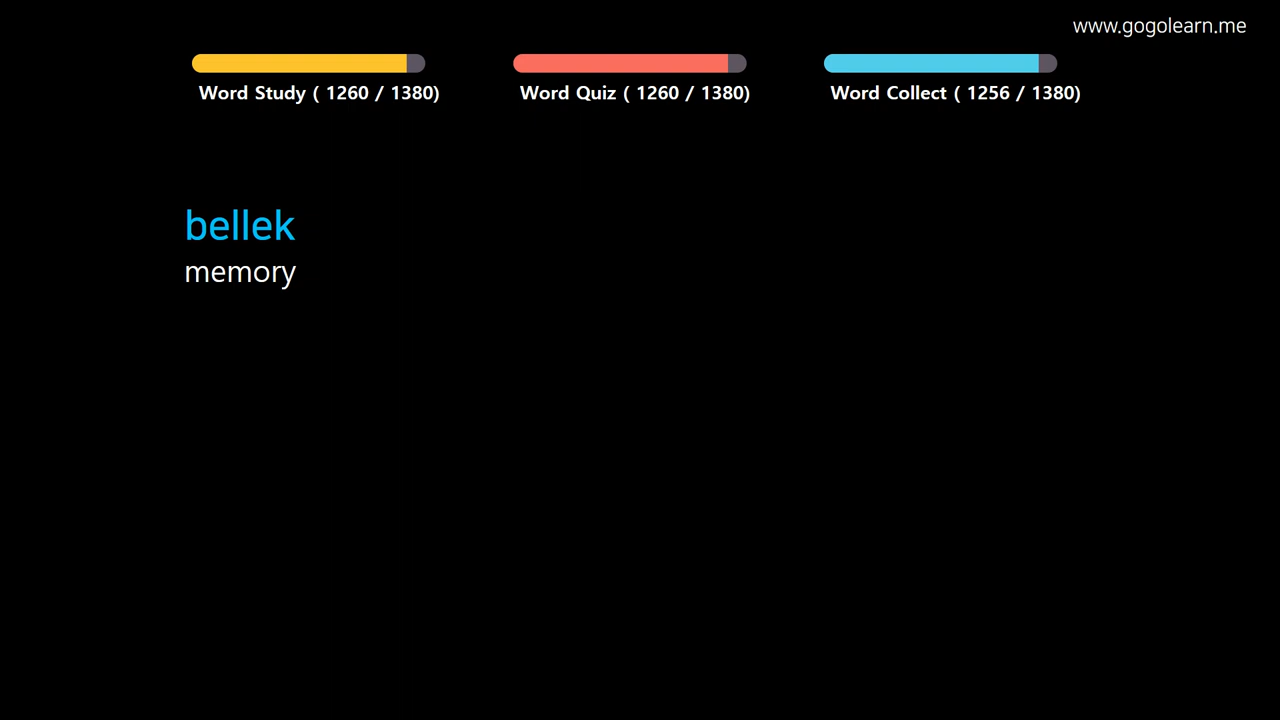 www.gogolearn.me
Word Study ( 1260 / 1380)
Word Quiz ( 1260 / 1380)
Word Collect ( 1256 / 1380)
bellek
memory